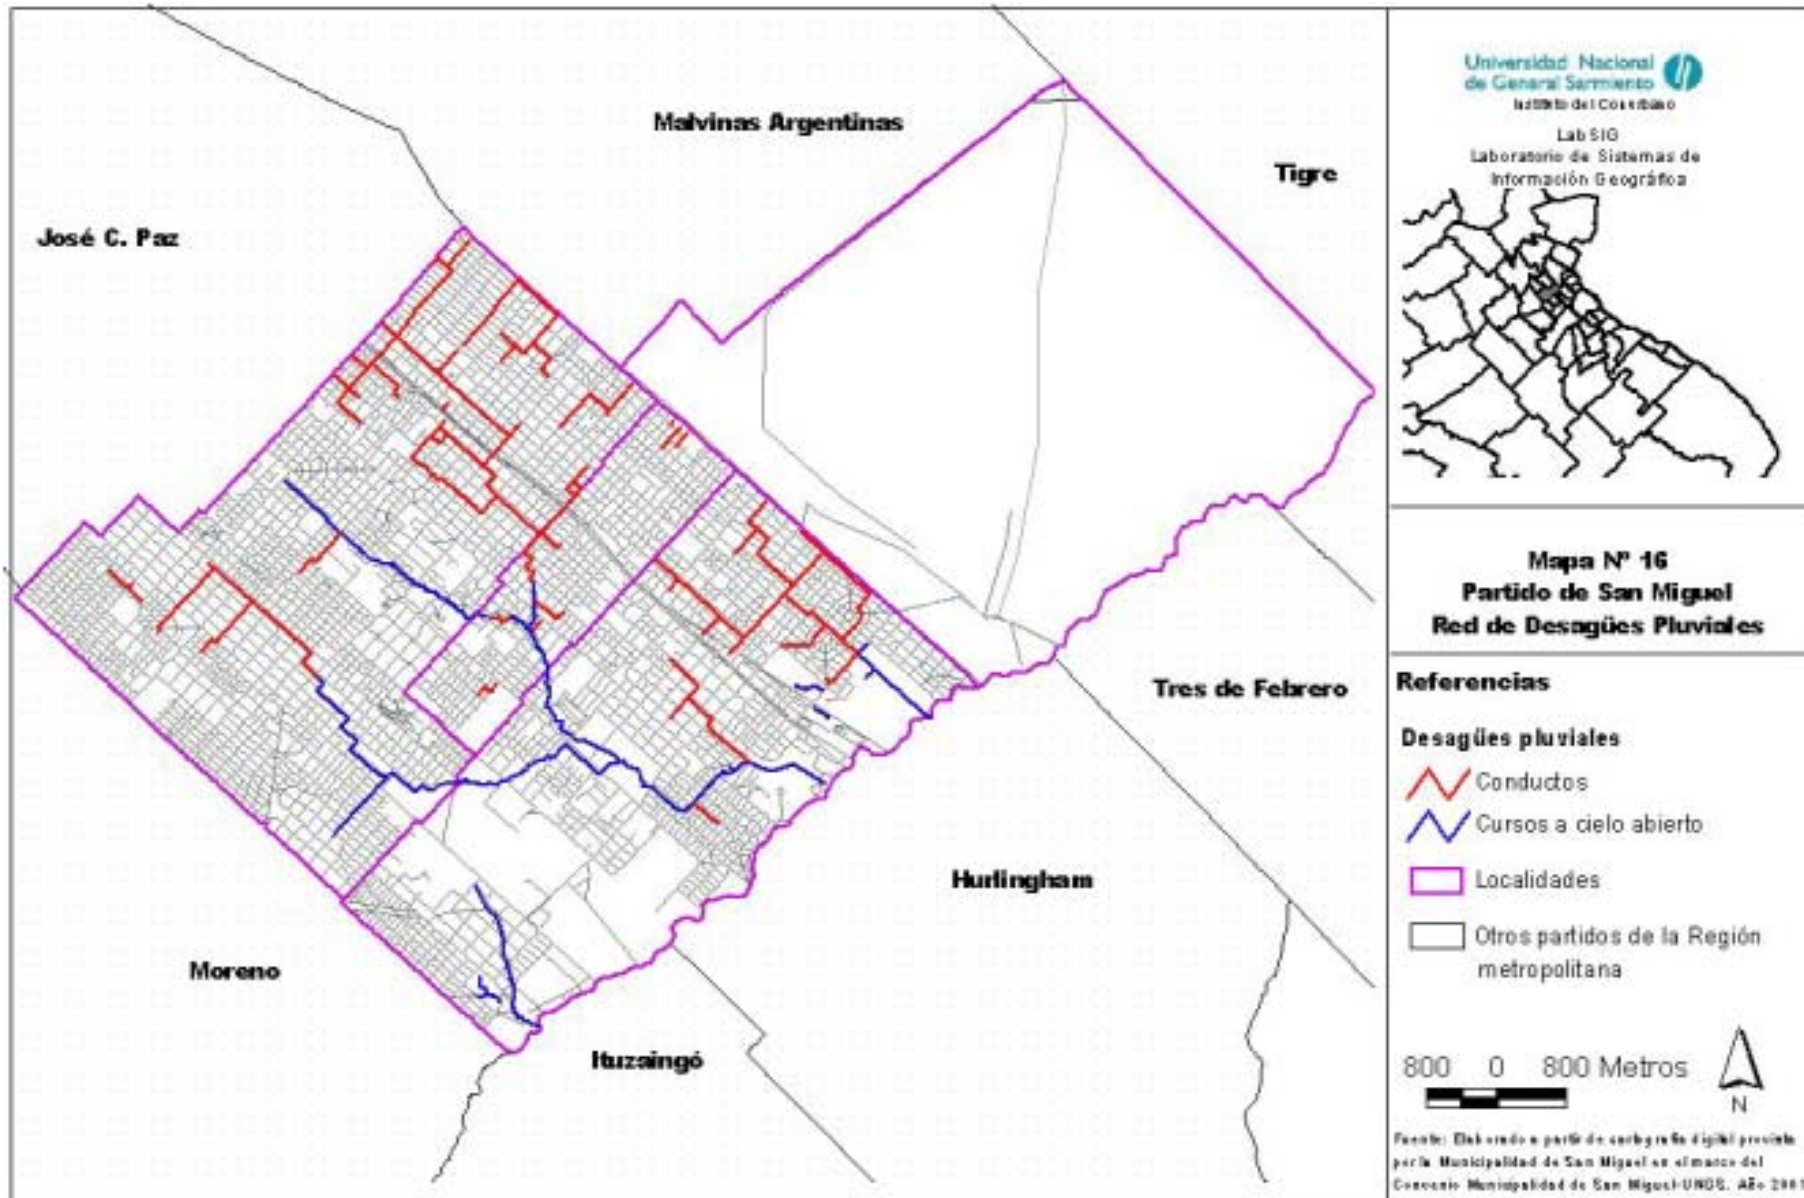 Malvinas Argentinas
Tigre
José C. Paz
Tres de Febrero
Hurlingham
Moreno
Ituzaingó
Universidad Nacional
de General Sarmiento
Instituto del Conurbano
Lab SIG
Laboratorio de Sistemas de
Información Geográfica
Mapa Nº 16
Partido de San Miguel
Red de Desagües Pluviales
Referencias
Desagües pluviales
Conductos
Cursos a cielo abierto
Localidades
Otros partidos de la Región
metropolitana
800 0 800 Metros
N
Fuente: Elaborado a partir de cartografía digital provista
por la Municipalidad de San Miguel en el marco del
Convenio Municipalidad de San Miguel-UNGS. Año